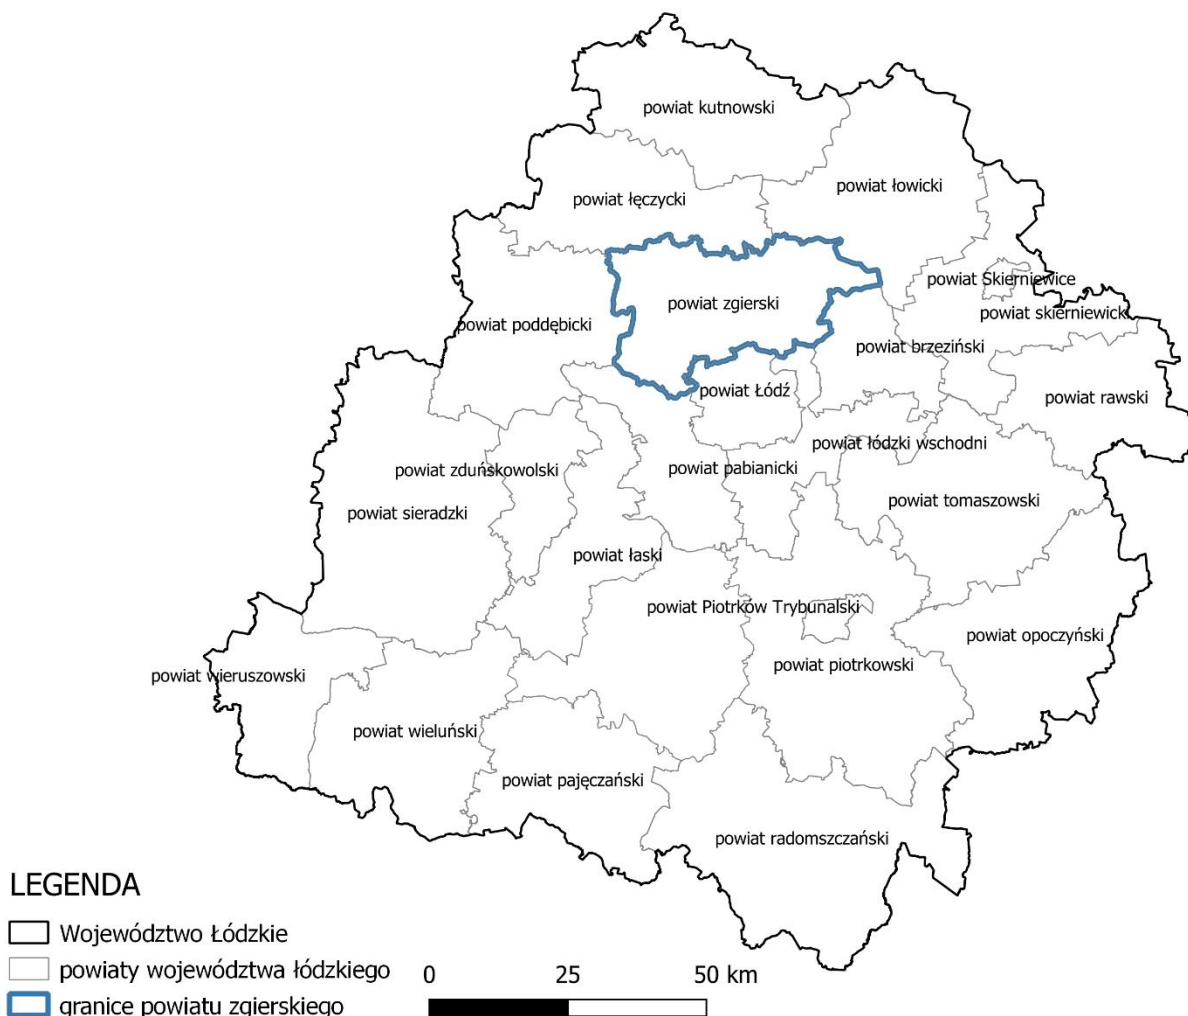 powiat kutnowski
powiat łęczycki
powiat łowicki
powiat Skierniewice
powiat zgierski
powiat skierniewick
powiat poddębicki
powiat brzeziński
powiat Łódź
powiat rawski
powiat łódzki wschodni
powiat zduńskowolski
powiat pabianicki
powiat tomaszowski
powiat sieradzki
powiat łaski
powiat Piotrków Trybunalski
powiat opoczyński
powiat piotrkowski
powiat wieruszowski
powiat wieluński
powiat pajęczański
powiat radomszczański
LEGENDA
Województwo Łódzkie
powiaty województwa łódzkiego
granice powiatu zgierskiego
0 25 50 km